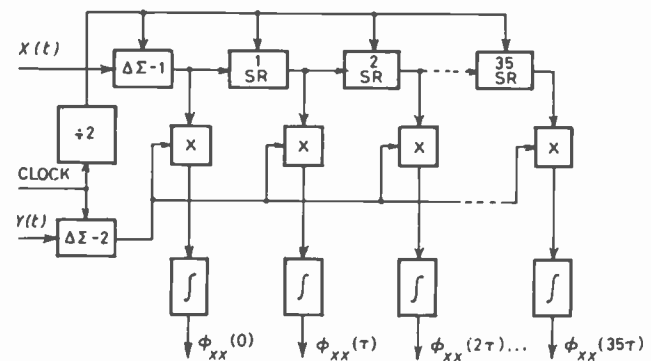 X(t)
ΔΣ-1
1
SR
2
SR
35
SR
÷2
X
X
X
X
CLOCK
Y(t)
ΔΣ-2
∫
∫
∫
∫
ϕxx(0)
ϕxx(τ)
ϕxx(2τ)...
ϕxx(35τ)